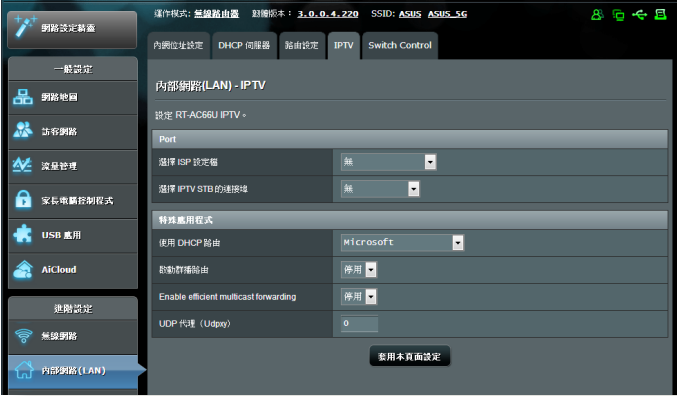 運作模式: 無線路由器 韌體版本: 3.0.0.4.220 SSID: ASUS ASUS_5G
網路設定精靈
一般設定
網路地圖
訪客網路
流量管理
家長電腦控制程式
USB 應用
AiCloud
進階設定
無線網路
內部網路(LAN)
內網位址設定 DHCP 伺服器 路由設定 IPTV Switch Control
內部網路(LAN) - IPTV
設定 RT-AC66U IPTV。
Port
選擇 ISP 設定檔 無
選擇 IPTV STB 的連接埠 無
特殊應用程式
使用 DHCP 路由 Microsoft
啟動群播路由 停用
Enable efficient multicast forwarding 停用
UDP 代理 (Udpxy) 0
套用本頁面設定